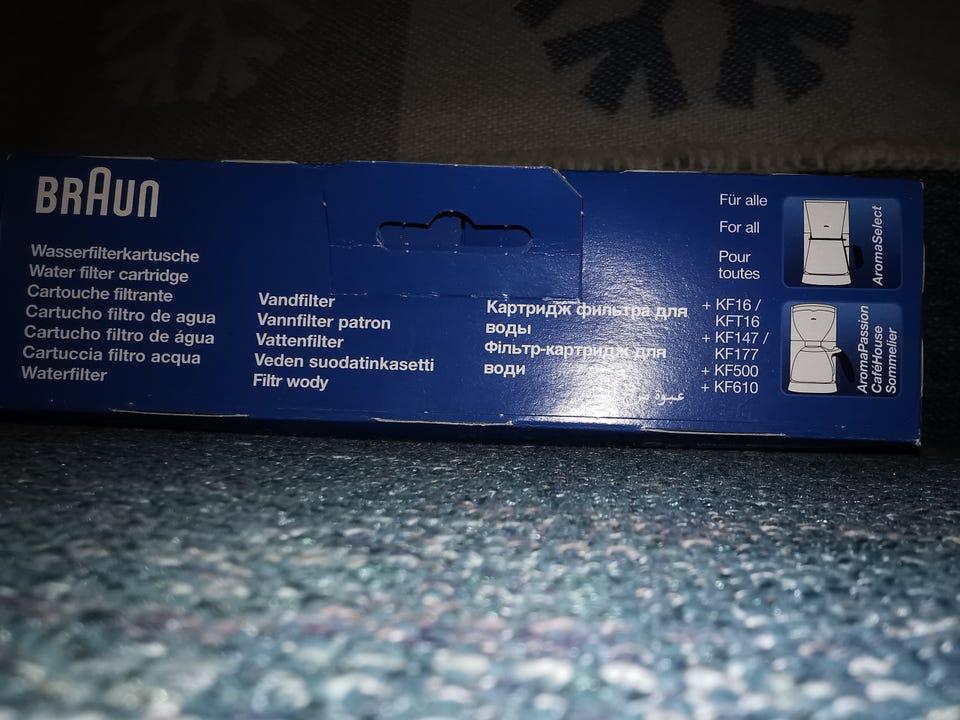 BRAUN
Wasserfilterkartusche
Water filter cartridge
Cartouche filtrante
Cartucho filtro de agua
Cartucho filtro de água
Cartuccia filtro acqua
Waterfilter
Vandfilter
Vannfilter patron
Vattenfilter
Veden suodatinkasetti
Filtr wody
Картридж фильтра для
воды
Фільтр-картридж для
води
عبوة
Für alle
For all
Pour
toutes
+ KF16 /
KFT16
+ KF147 /
KF177
+ KF500
+ KF610
AromaSelect
AromaPassion
CaféHouse
Sommelier